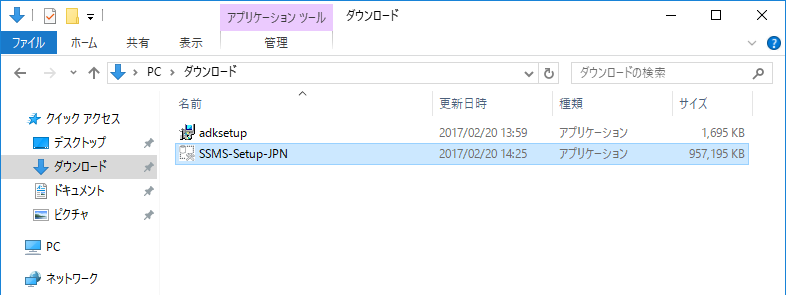 アプリケーション ツール ダウンロード
ファイル ホーム 共有 表示 管理
PC ダウンロード ダウンロードの検索
名前 更新日時 種類 サイズ
クイック アクセス
デスクトップ
ダウンロード
ドキュメント
ピクチャ
PC
ネットワーク
adksetup 2017/02/20 13:59 アプリケーション 1,695 KB
SSMS-Setup-JPN 2017/02/20 14:25 アプリケーション 957,195 KB